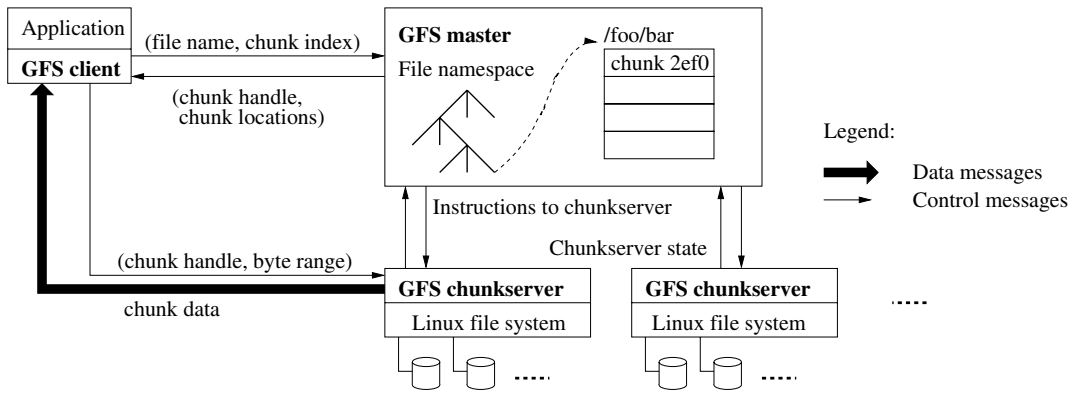 Application
GFS client
(file name, chunk index)
(chunk handle,
chunk locations)
GFS master
File namespace
/foo/bar
chunk 2ef0
Legend:
Data messages
Control messages
Instructions to chunkserver
Chunkserver state
(chunk handle, byte range)
chunk data
GFS chunkserver
Linux file system
GFS chunkserver
Linux file system